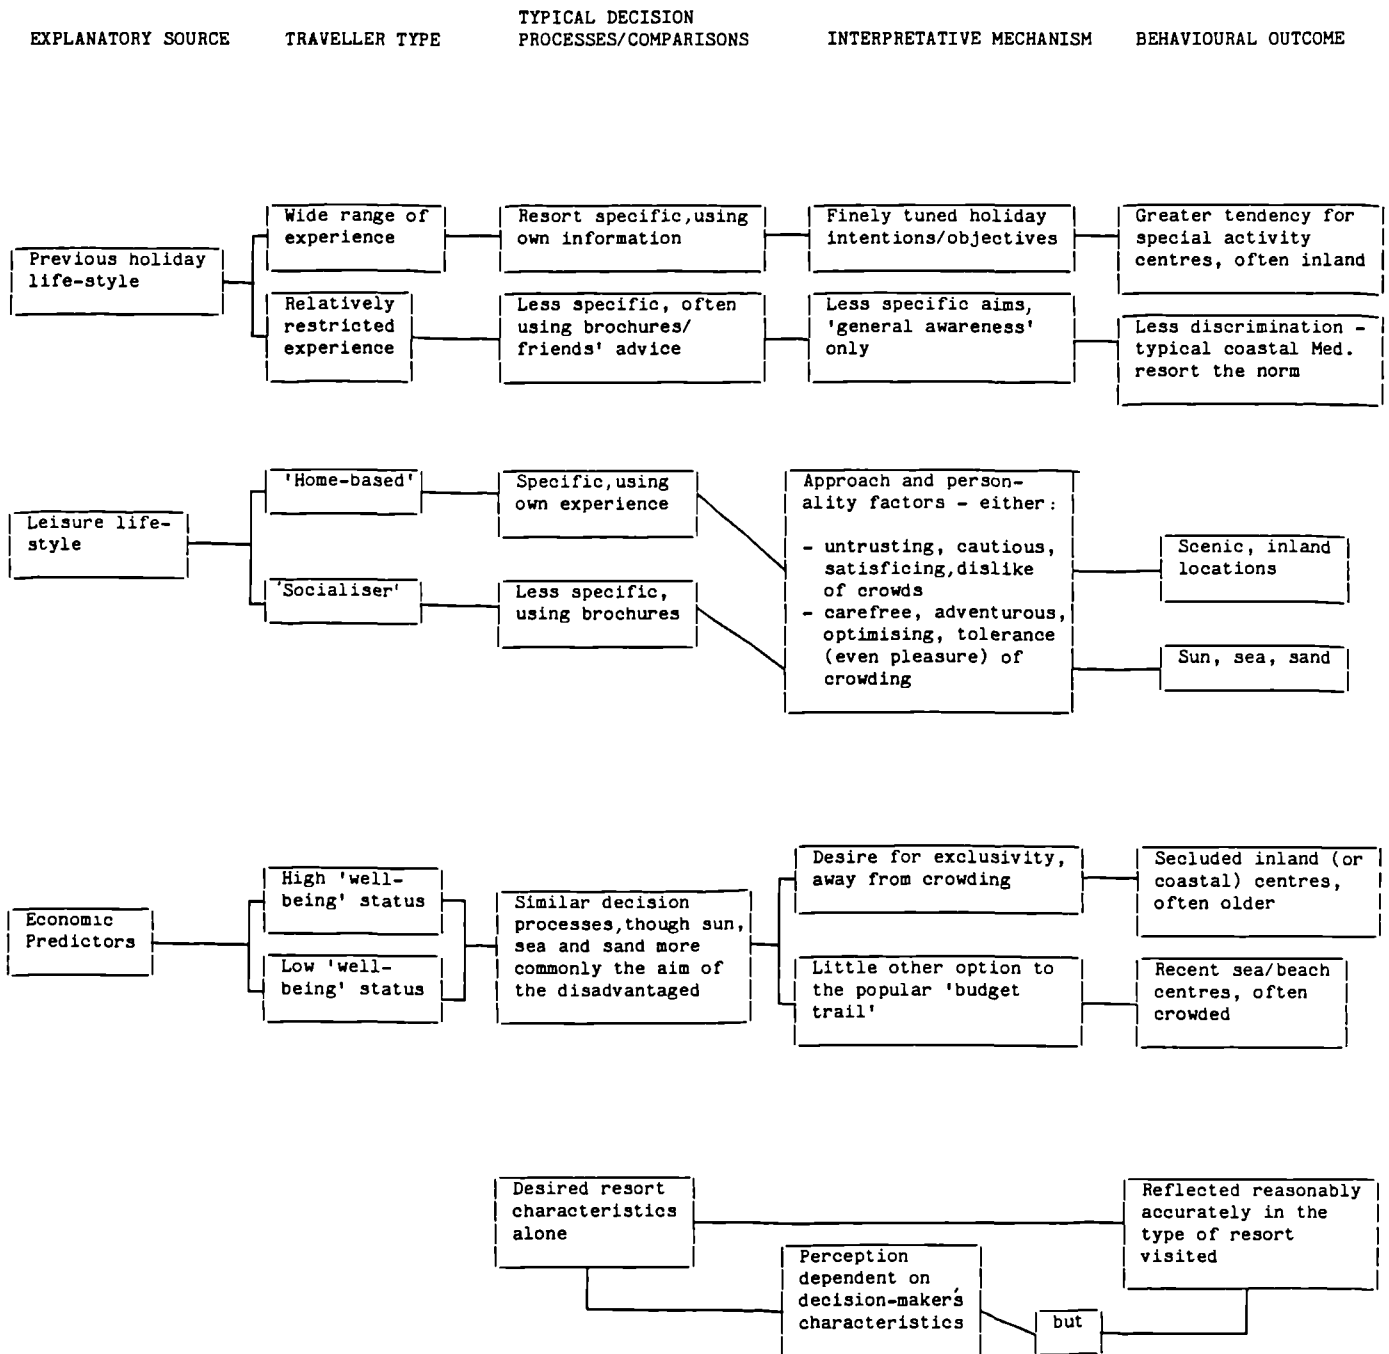 EXPLANATORY SOURCE
TRAVELLER TYPE
TYPICAL DECISION
PROCESSES/COMPARISONS
INTERPRETATIVE MECHANISM
BEHAVIOURAL OUTCOME
Previous holiday
life-style
Wide range of
experience
Resort specific,using
own information
Finely tuned holiday
intentions/objectives
Greater tendency for
special activity
centres, often inland
Relatively
restricted
experience
Less specific, often
using brochures/
friends' advice
Less specific aims,
'general awareness'
only
Less discrimination -
typical coastal Med.
resort the norm
Leisure life-
style
'Home-based'
Specific,using
own experience
'Socialiser'
Less specific,
using brochures
Approach and person-
ality factors - either:
- untrusting, cautious,
satisficing,dislike
of crowds
- carefree, adventurous,
optimising, tolerance
(even pleasure) of
crowding
Scenic, inland
locations
Sun, sea, sand
Economic
Predictors
High 'well-
being' status
Low 'well-
being' status
Similar decision
processes,though sun,
sea and sand more
commonly the aim of
the disadvantaged
Desire for exclusivity,
away from crowding
Secluded inland (or
coastal) centres,
often older
Little other option to
the popular 'budget
trail'
Recent sea/beach
centres, often
crowded
Desired resort
characteristics
alone
Perception
dependent on
decision-maker's
characteristics
but
Reflected reasonably
accurately in the
type of resort
visited